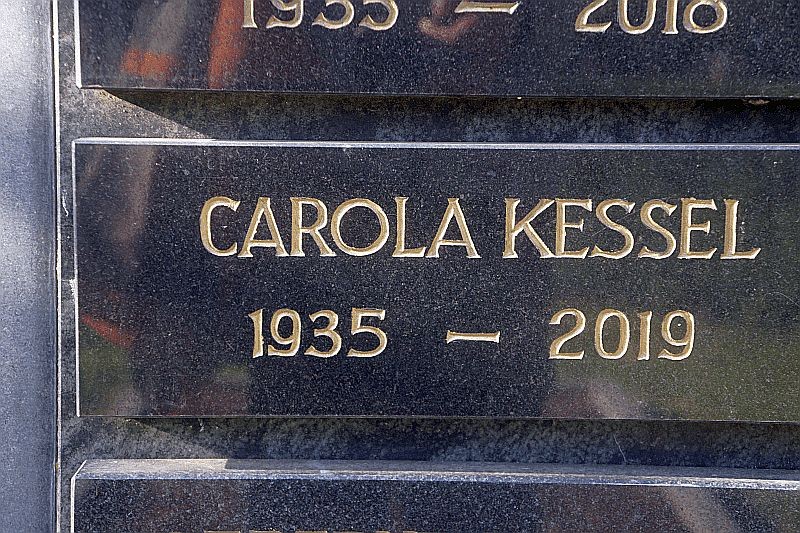 1935 — 2018
CAROLA KESSEL
1935 — 2019